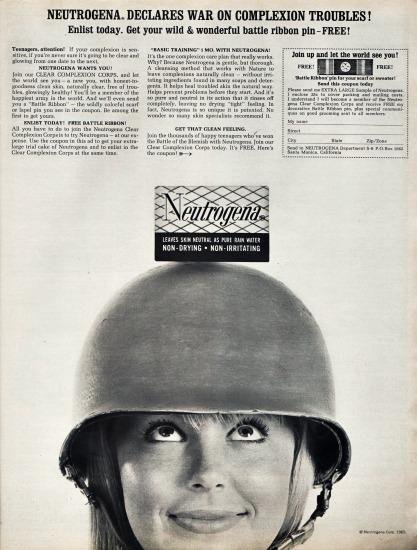 NEUTROGENA® DECLARES WAR ON COMPLEXION TROUBLES!
Enlist today. Get your wild & wonderful battle ribbon pin—FREE!
Teenagers, attention! If your complexion is sen-
sitive, if you're never sure it's going to be clear and
glowing from one date to the next,
NEUTROGENA WANTS YOU!
Join our CLEAR COMPLEXION CORPS, and let
the world see you — a new you, with honest-to-
goodness clean skin, naturally clear, free of trou-
bles, glowingly healthy! You'll be a member of the
happiest army in the world. And we'll even send
you a "Battle Ribbon" — the wildly colorful scarf
or lapel pin you see in the coupon. Be among the
first to get yours.
ENLIST TODAY! FREE BATTLE RIBBON!
All you have to do to join the Neutrogena Clear
Complexion Corps is to try Neutrogena — at our ex-
pense. Use the coupon in this ad to get your extra-
large trial cake of Neutrogena and to enlist in the
Clear Complexion Corps at the same time.
"BASIC TRAINING" 1 MO. WITH NEUTROGENA!
It's the one complexion care plan that really works.
Why? Because Neutrogena is gentle, but thorough.
A cleansing method that works with Nature to
leave complexions naturally clean — without irri-
tating ingredients found in many soaps and deter-
gents. It helps heal troubled skin the natural way.
Helps prevent problems before they start. And it's
so pure and neutral in its action that it rinses off
completely, leaving no drying "tight" feeling. In
fact, Neutrogena is so unique it is patented. No
wonder so many skin specialists recommend it.
GET THAT CLEAN FEELING.
Join the thousands of happy teenagers who've won
the Battle of the Blemish with Neutrogena. Join our
Clear Complexion Corps today. It's FREE. Here's
the coupon!
Join up and let the world see you!
FREE! FREE!
"Battle Ribbon" pin for your scarf or sweater!
Send this coupon today
Please send me EXTRA LARGE Sample of Neutrogena.
I enclose 25c to cover packing and mailing costs.
I understand I will become a member of the Neutro-
gena Clear Complexion Corps and receive FREE my
decorative Battle Ribbon pin, plus special communi-
ques on good grooming sent to all members.
My name
Street
City State Zip/Zone
Send to NEUTROGENA Department P.O. Box
Santa Monica, California
Neutrogena®
LEAVES SKIN NEUTRAL AS PURE RAIN WATER
NON-DRYING • NON-IRRITATING
© Neutrogena Corp. 1965